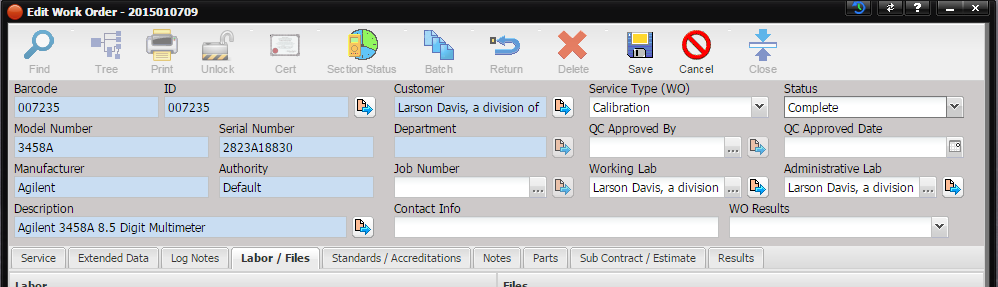 Edit Work Order - 2015010709
Find Tree Print Unlock Cert Section Status Batch Return Delete Save Cancel Close
Barcode ID Customer Service Type (WO) Status
007235 007235 Larson Davis, a division of Calibration Complete
Model Number Serial Number Department QC Approved By QC Approved Date
3458A 2823A18830 ...
Manufacturer Authority Job Number Working Lab Administrative Lab
Agilent Default ... Larson Davis, a division ... Larson Davis, a division ...
Description Contact Info WO Results
Agilent 3458A 8.5 Digit Multimeter
Service Extended Data Log Notes Labor / Files Standards / Accreditations Notes Parts Sub Contract / Estimate Results
Labor Files